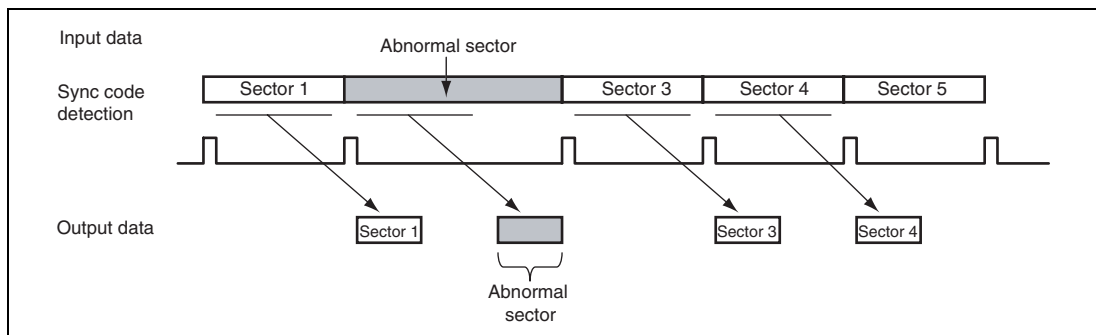 Input data
Abnormal sector
Sync code
detection
Sector 1
Sector 3
Sector 4
Sector 5
Output data
Sector 1
Sector 3
Sector 4
Abnormal
sector